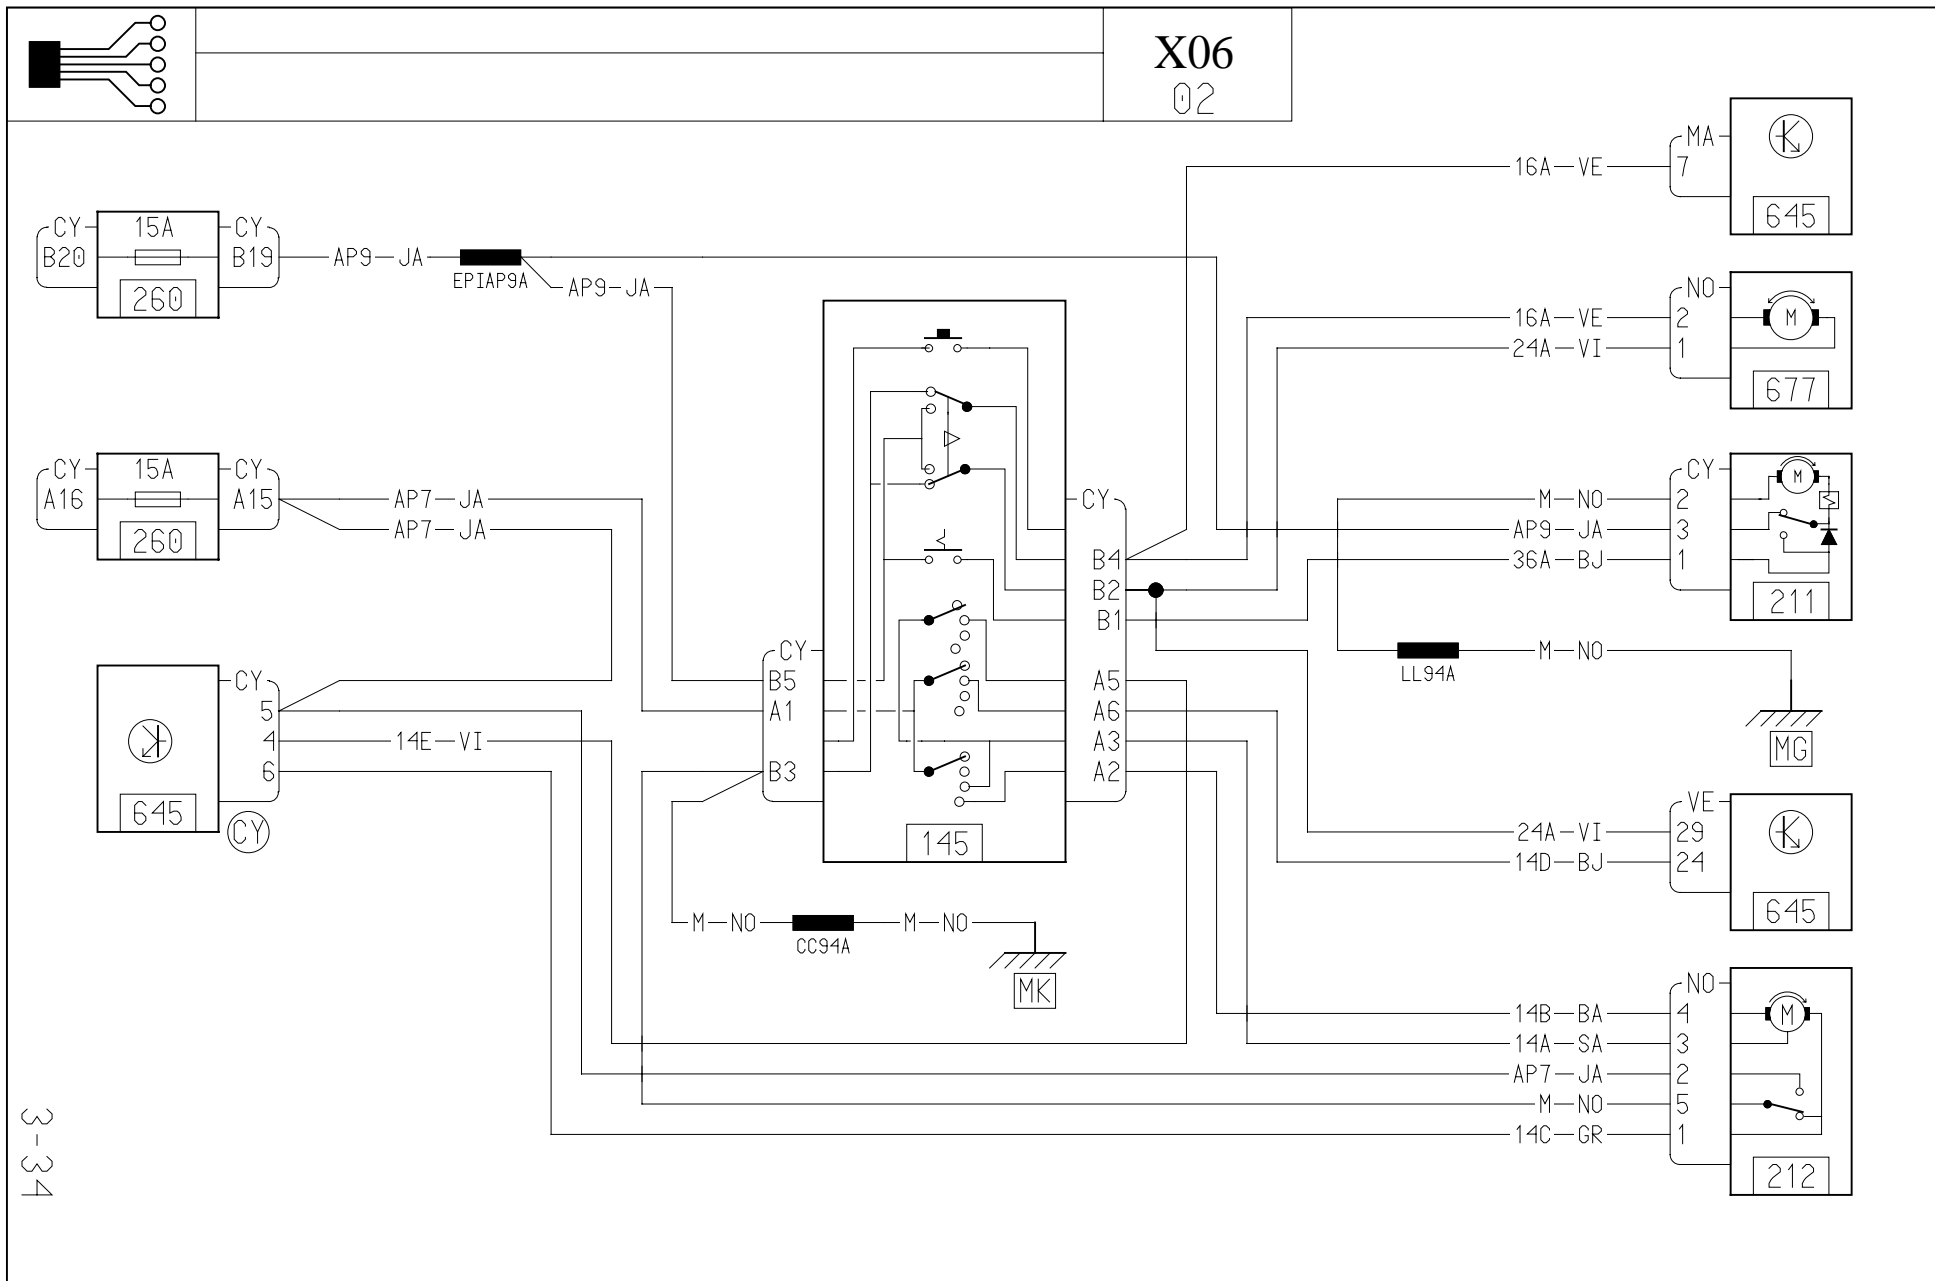 X06
02
MA
16A VE 7
645
CY 15A CY
B20 B19 AP9 JA
260
EPIAP9A
AP9 JA
NO
16A VE 2
24A VI 1
677
CY 15A CY
A16 A15 AP7 JA
AP7 JA
260
CY
M NO 2
AP9 JA 3
36A BJ 1
211
M
M
CY
B4
B2
B1
A5
A6
A3
A2
CY
B5
A1
B3
145
M NO
LL94A
MG
CY
5
4 14E VI
6
645
CY
VE
24A VI 29
14D BJ 24
645
M NO M NO
CC94A
MK
NO
14B BA 4
14A SA 3
AP7 JA 2
M NO 5
14C GR 1
M
212
3-34